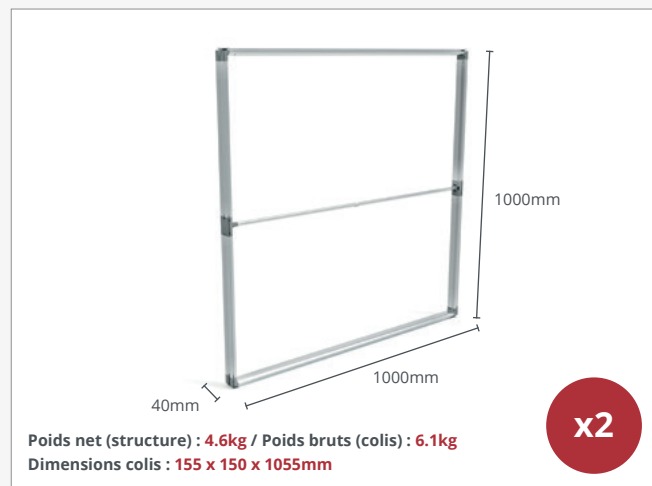 1000mm
1000mm
40mm
x2
Poids net (structure) : 4.6kg / Poids bruts (colis) : 6.1kg
Dimensions colis : 155 x 150 x 1055mm